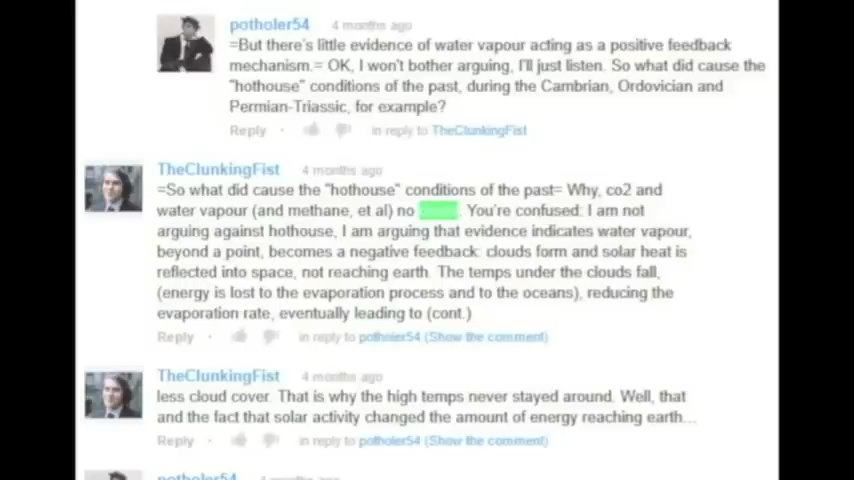 potholer54 4 months ago
=But there's little evidence of water vapour acting as a positive feedback
mechanism.= OK, I won't bother arguing, I'll just listen. So what did cause the
"hothouse" conditions of the past, during the Cambrian, Ordovician and
Permian-Triassic, for example?
Reply · in reply to TheClunkingFist
TheClunkingFist 4 months ago
=So what did cause the "hothouse" conditions of the past= Why, co2 and
water vapour (and methane, et al) no . You're confused: I am not
arguing against hothouse, I am arguing that evidence indicates water vapour,
beyond a point, becomes a negative feedback: clouds form and solar heat is
reflected into space, not reaching earth. The temps under the clouds fall,
(energy is lost to the evaporation process and to the oceans), reducing the
evaporation rate, eventually leading to (cont.)
Reply · in reply to potholer54 (Show the comment)
TheClunkingFist 4 months ago
less cloud cover. That is why the high temps never stayed around. Well, that
and the fact that solar activity changed the amount of energy reaching earth...
Reply · in reply to potholer54 (Show the comment)
potholer54 4 months ago